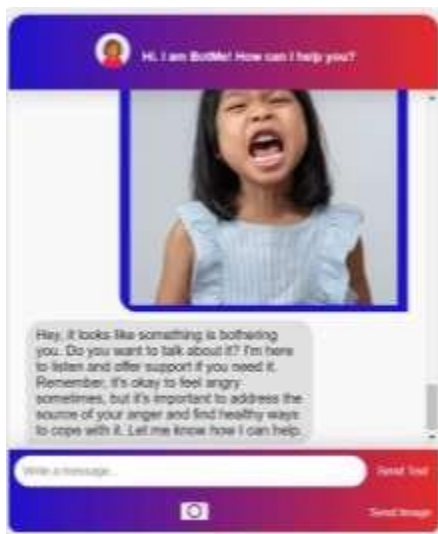 Hi. I am BotMe! How can I help you?
Hey, it looks like something is bothering
you. Do you want to talk about it? I'm here
to listen and offer support if you need it.
Remember, it's okay to feel angry
sometimes, but it's important to address the
source of your anger and find healthy ways
to cope with it. Let me know how I can help.
Write a message...
Send Text
Send Image